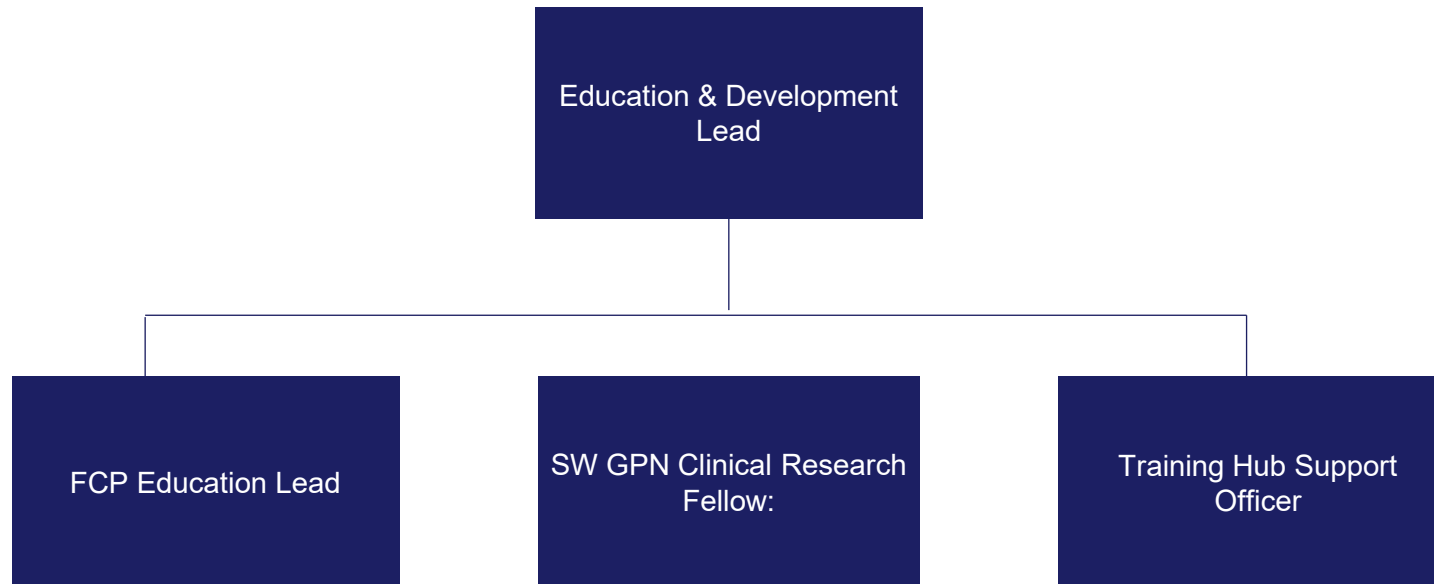 Education & Development
Lead
FCP Education Lead
SW GPN Clinical Research
Fellow:
Training Hub Support
Officer